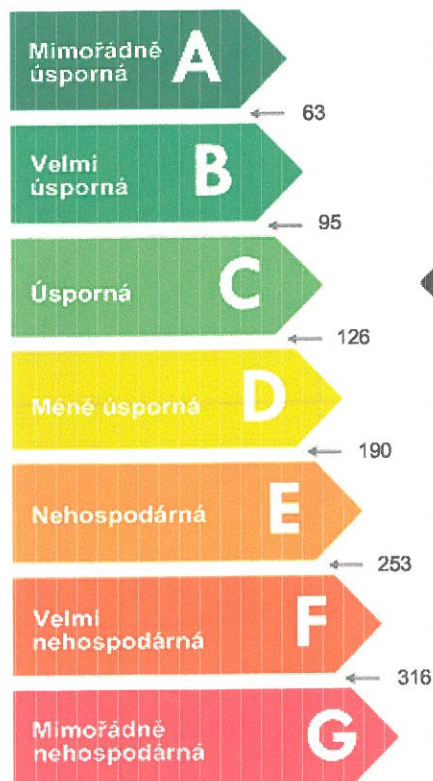 Mimořádně
úsporná
A
63
Velmi
úsporná
B
95
Úsporná
C
126
Méně úsporná
D
190
Nehospodárná
E
253
Velmi
nehospodárná
F
316
Mimořádně
nehospodárná
G